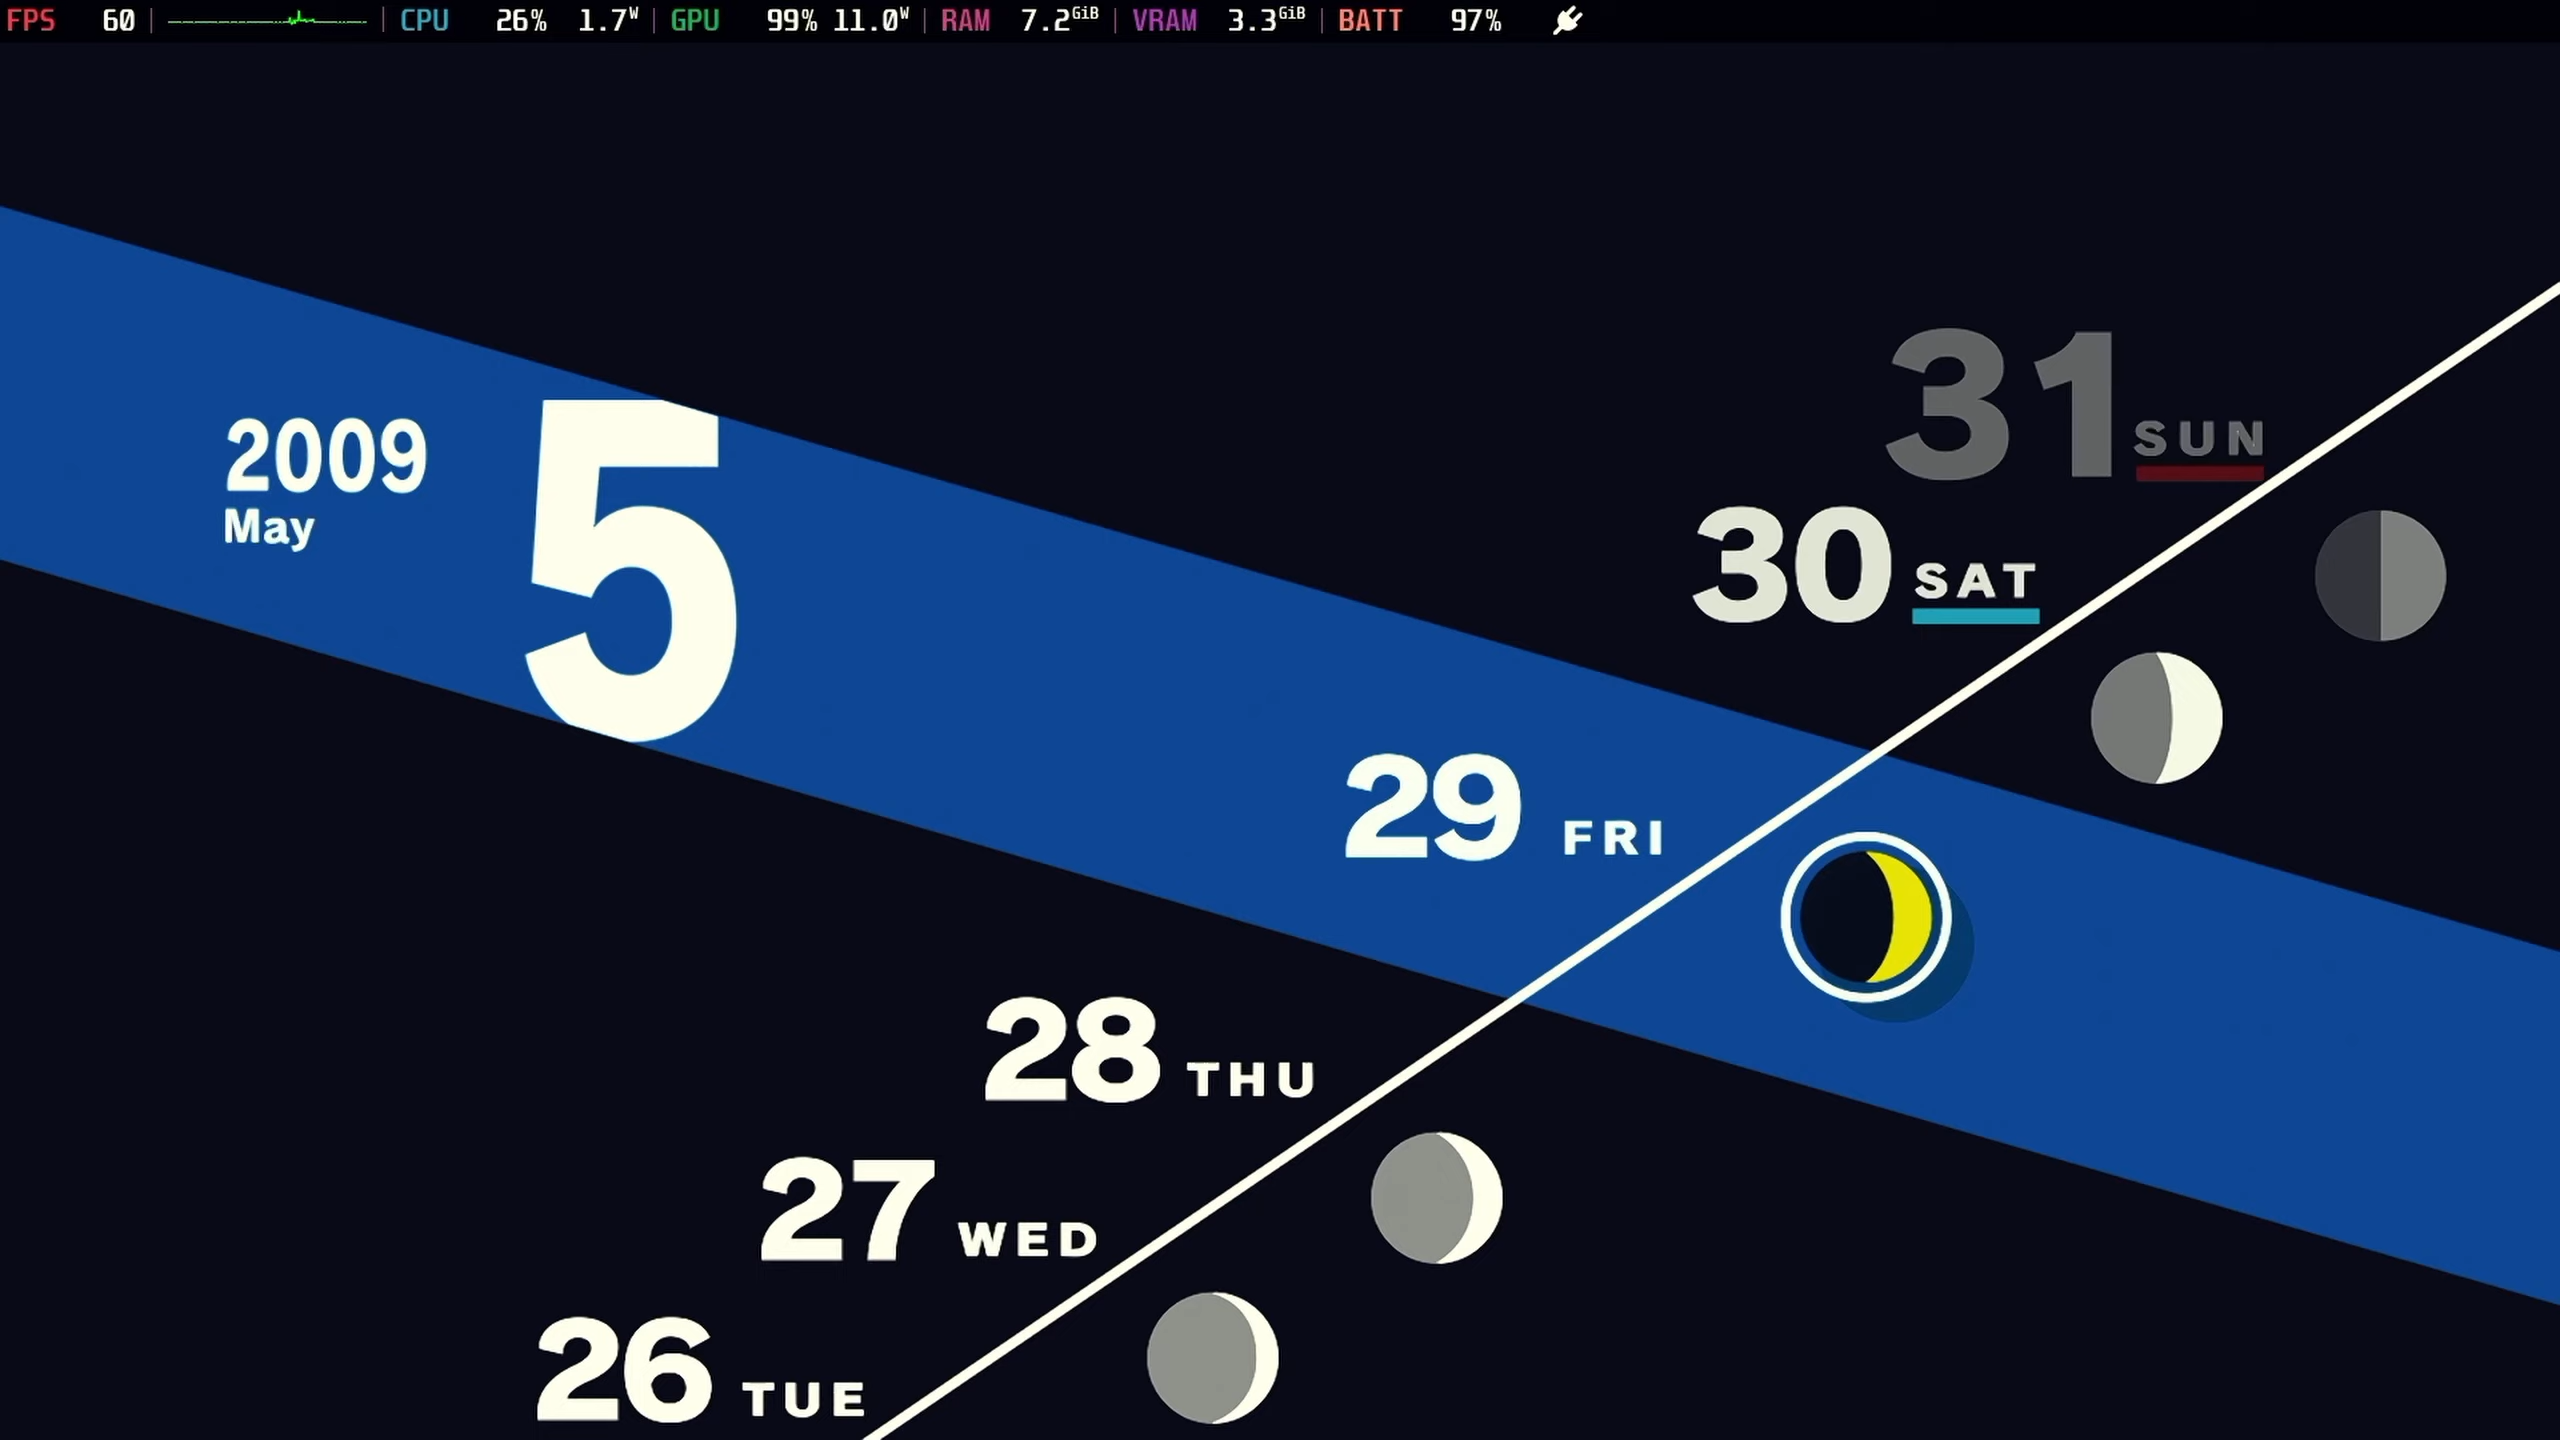 FPS 60 CPU 26% 1.7W GPU 99% 11.0W RAM 7.2GiB VRAM 3.3GiB BATT 97%
31 SUN
2009
May
5
30 SAT
29 FRI
28 THU
27 WED
26 TUE